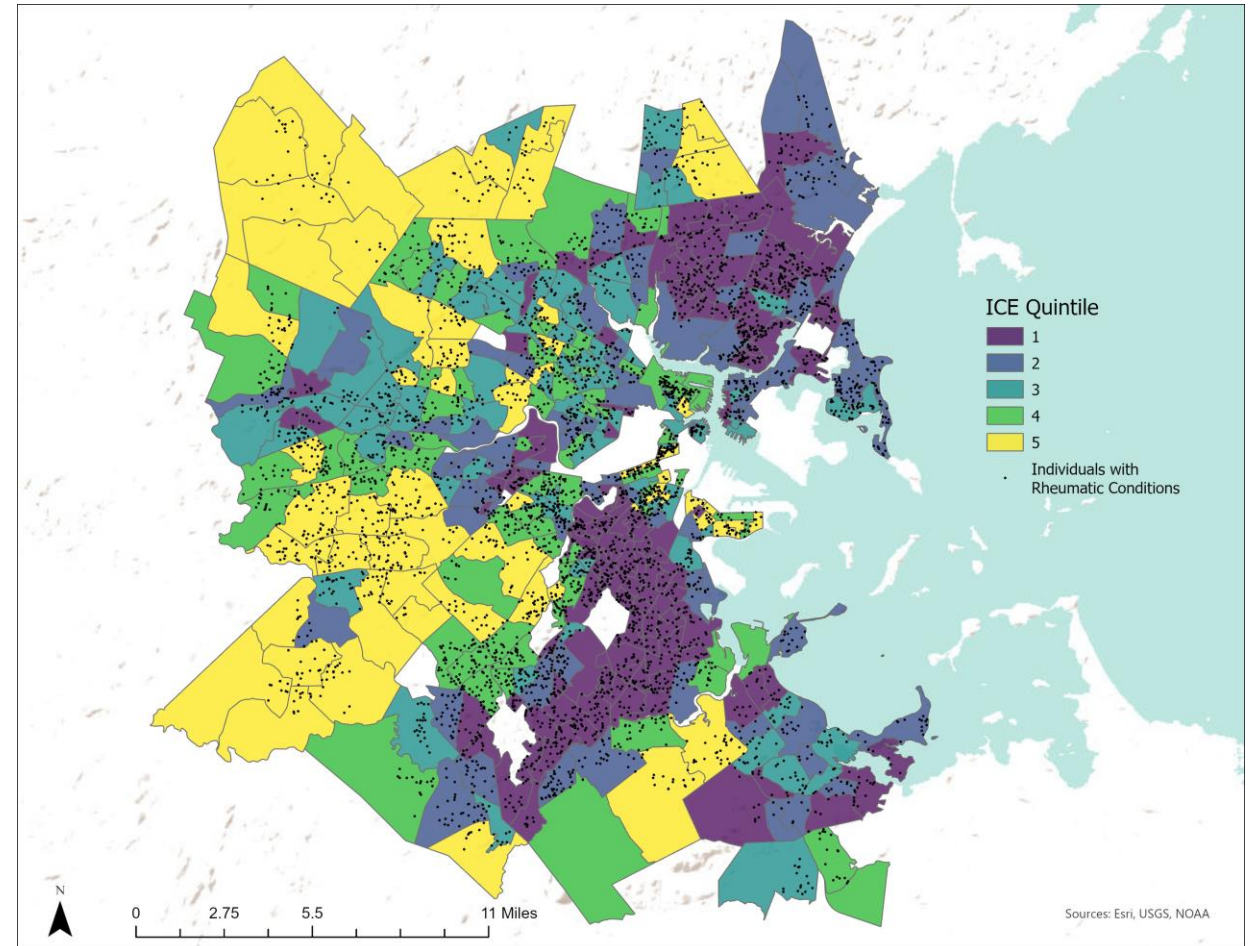 ICE Quintile
1
2
3
4
5
Individuals with
Rheumatic Conditions
N
0 2.75 5.5 11 Miles
Sources: Esri, USGS, NOAA